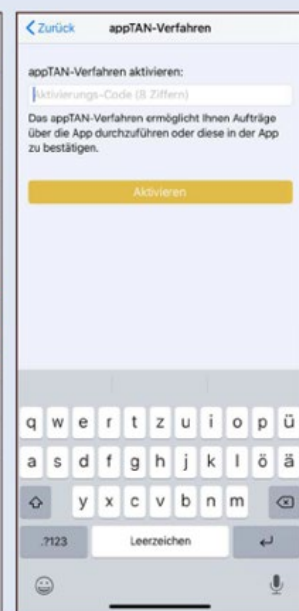 Zurück appTAN-Verfahren
appTAN-Verfahren aktivieren:
Aktivierungs-Code (8 Ziffern)
Das appTAN-Verfahren ermöglicht Ihnen Aufträge
über die App durchzuführen oder diese in der App
zu bestätigen.
Aktivieren
q w e r t z u i o p ü
a s d f g h j k l ö ä
y x c v b n m
.?123 Leerzeichen